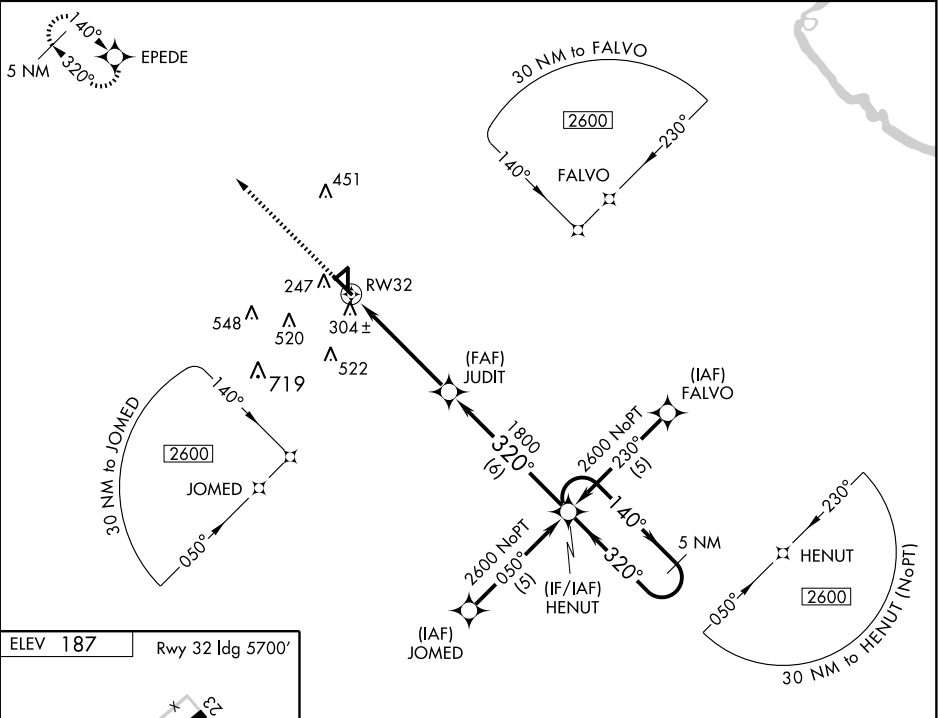 140°
320°
5 NM
EPEDE
30 NM to FALVO
2600
140°
230°
FALVO
451
247
RW32
304±
548
520
522
719
(FAF)
JUDIT
(IAF)
FALVO
1800
320°
(6)
2600 NoPT
230°
(5)
140°
320°
5 NM
2600 NoPT
050°
(5)
(IF/IAF)
HENUT
(IAF)
JOMED
30 NM to JOMED
140°
2600
JOMED
050°
230°
HENUT
050°
2600
30 NM to HENUT (NoPT)
ELEV 187
Rwy 32 ldg 5700'
x
23